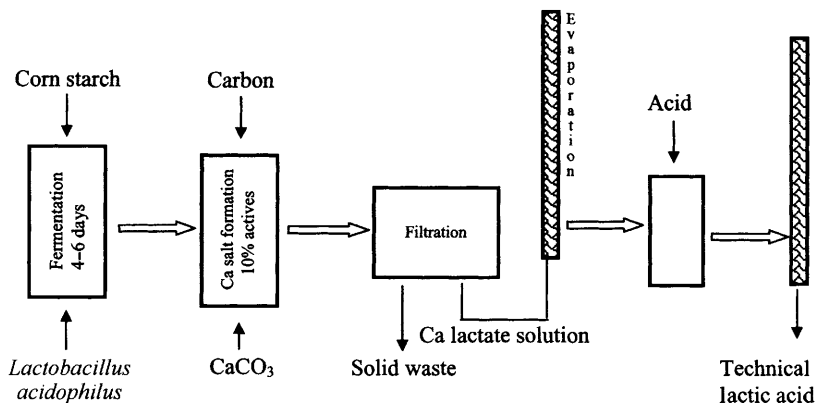 Corn starch
Fermentation
4–6 days
Lactobacillus
acidophilus
Carbon
Ca salt formation
10% actives
CaCO₃
Filtration
Solid waste
Ca lactate solution
Evaporation
Acid
Technical
lactic acid